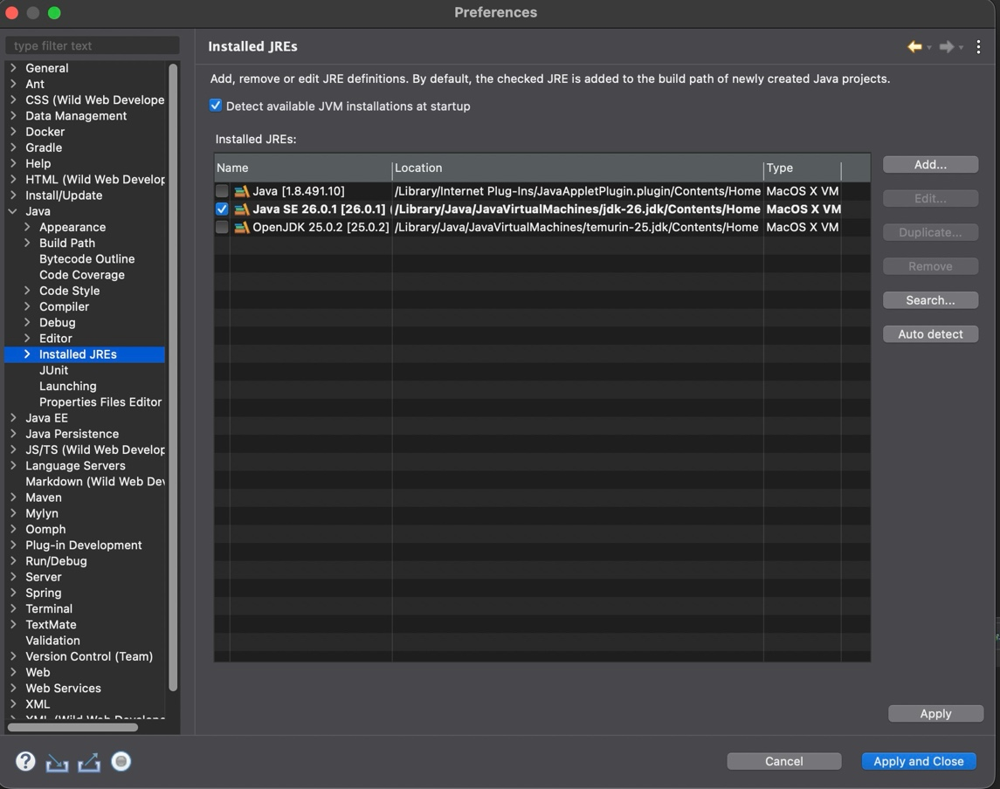 Preferences
type filter text
General
Ant
CSS (Wild Web Develope
Data Management
Docker
Gradle
Help
HTML (Wild Web Develop
Install/Update
Java
Appearance
Build Path
Bytecode Outline
Code Coverage
Code Style
Compiler
Debug
Editor
Installed JREs
JUnit
Launching
Properties Files Editor
Java EE
Java Persistence
JS/TS (Wild Web Develop
Language Servers
Markdown (Wild Web Dev
Maven
Mylyn
Oomph
Plug-in Development
Run/Debug
Server
Spring
Terminal
TextMate
Validation
Version Control (Team)
Web
Web Services
XML
XML (Wild Web Develope
Installed JREs
Add, remove or edit JRE definitions. By default, the checked JRE is added to the build path of newly created Java projects.
Detect available JVM installations at startup
Installed JREs:
Name Location Type
Java [1.8.491.10] /Library/Internet Plug-Ins/JavaAppletPlugin.plugin/Contents/Home MacOS X VM
Java SE 26.0.1 [26.0.1] ( /Library/Java/JavaVirtualMachines/jdk-26.jdk/Contents/Home MacOS X VM
OpenJDK 25.0.2 [25.0.2] /Library/Java/JavaVirtualMachines/temurin-25.jdk/Contents/Home MacOS X VM
Add...
Edit...
Duplicate...
Remove
Search...
Auto detect
Apply
?
Cancel
Apply and Close